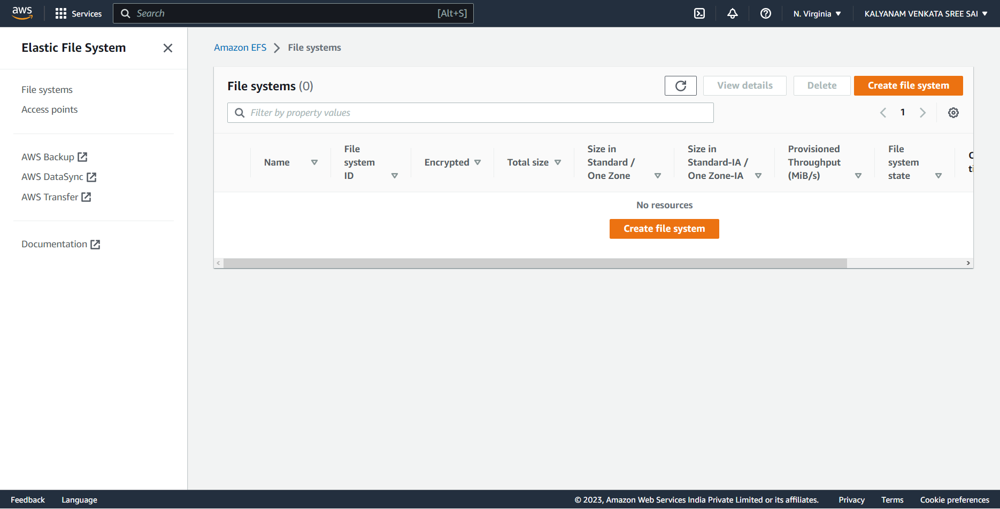 aws
Services
Search
[Alt+S]
N. Virginia
KALYANAM VENKATA SREE SAI
Elastic File System
File systems
Access points
AWS Backup
AWS DataSync
AWS Transfer
Documentation
Amazon EFS
File systems
File systems (0)
View details
Delete
Create file system
Filter by property values
1
Name
File
system
ID
Encrypted
Total size
Size in
Standard /
One Zone
Size in
Standard-IA /
One Zone-IA
Provisioned
Throughput
(MiB/s)
File
system
state
No resources
Create file system
Feedback
Language
© 2023, Amazon Web Services India Private Limited or its affiliates.
Privacy
Terms
Cookie preferences